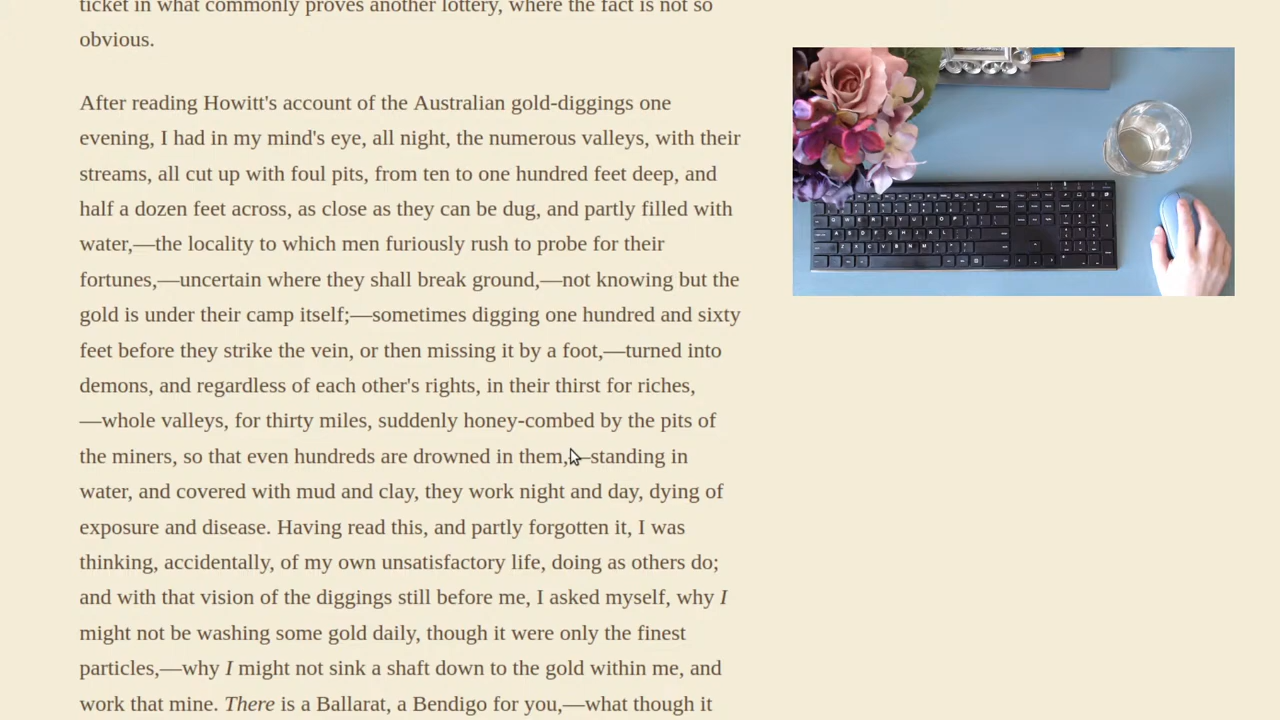 ticket in what commonly proves another lottery, where the fact is not so
obvious.
After reading Howitt's account of the Australian gold-diggings one
evening, I had in my mind's eye, all night, the numerous valleys, with their
streams, all cut up with foul pits, from ten to one hundred feet deep, and
half a dozen feet across, as close as they can be dug, and partly filled with
water,—the locality to which men furiously rush to probe for their
fortunes,—uncertain where they shall break ground,—not knowing but the
gold is under their camp itself;—sometimes digging one hundred and sixty
feet before they strike the vein, or then missing it by a foot,—turned into
demons, and regardless of each other's rights, in their thirst for riches,
—whole valleys, for thirty miles, suddenly honey-combed by the pits of
the miners, so that even hundreds are drowned in them,—standing in
water, and covered with mud and clay, they work night and day, dying of
exposure and disease. Having read this, and partly forgotten it, I was
thinking, accidentally, of my own unsatisfactory life, doing as others do;
and with that vision of the diggings still before me, I asked myself, why I
might not be washing some gold daily, though it were only the finest
particles,—why I might not sink a shaft down to the gold within me, and
work that mine. There is a Ballarat, a Bendigo for you,—what though it